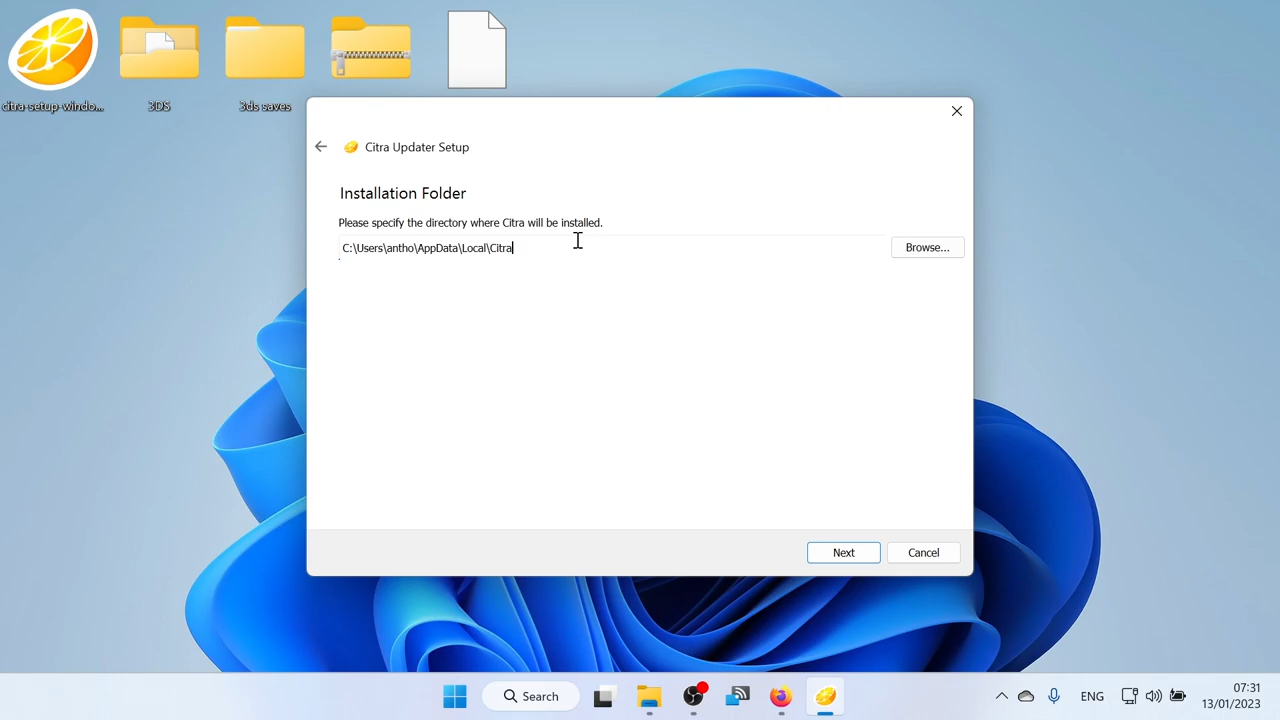 citra-setup-windo...
3DS
3ds saves
Citra Updater Setup
Installation Folder
Please specify the directory where Citra will be installed.
C:\Users\antho\AppData\Local\Citra
Browse...
Next
Cancel
Search
ENG
07:31
13/01/2023